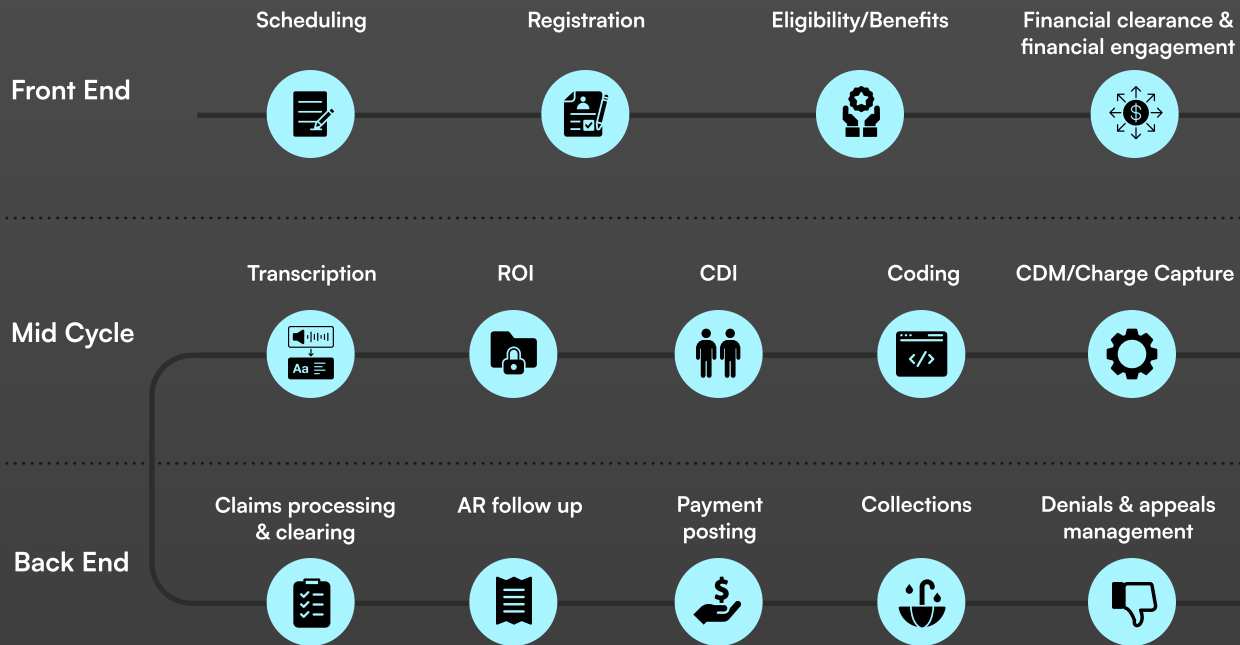 Scheduling
Registration
Eligibility/Benefits
Financial clearance &
financial engagement
Front End
$
Transcription
ROI
CDI
Coding
CDM/Charge Capture
Mid Cycle
Aa
</>
Claims processing
& clearing
AR follow up
Payment
posting
Collections
Denials & appeals
management
Back End
$